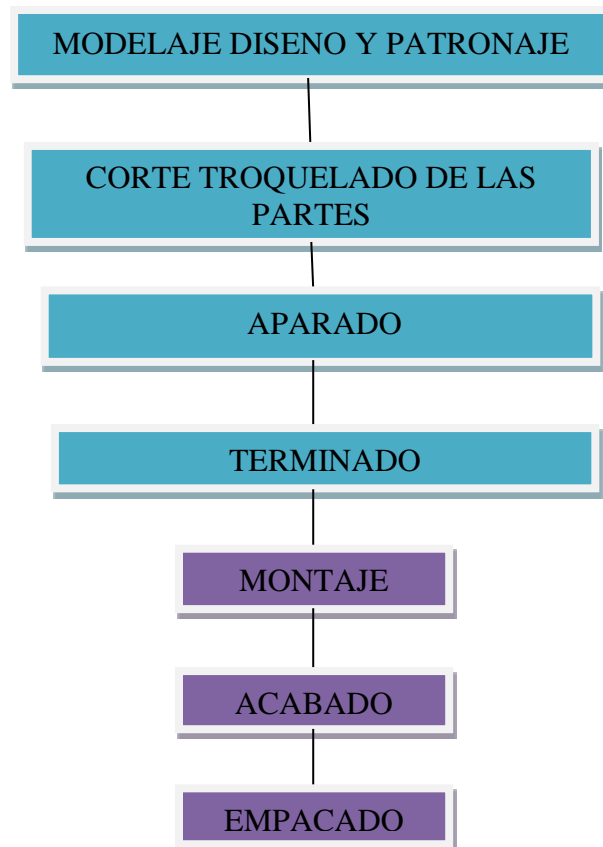 MODELAJE DISENO Y PATRONAJE
CORTE TROQUELADO DE LAS
PARTES
APARADO
TERMINADO
MONTAJE
ACABADO
EMPACADO